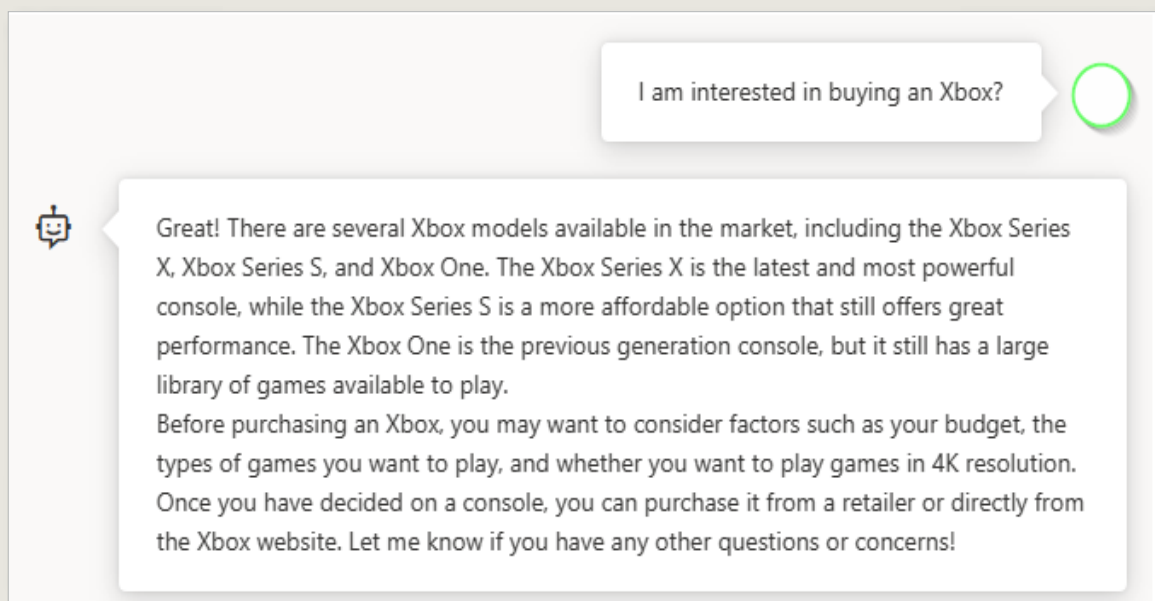 I am interested in buying an Xbox?
Great! There are several Xbox models available in the market, including the Xbox Series
X, Xbox Series S, and Xbox One. The Xbox Series X is the latest and most powerful
console, while the Xbox Series S is a more affordable option that still offers great
performance. The Xbox One is the previous generation console, but it still has a large
library of games available to play.
Before purchasing an Xbox, you may want to consider factors such as your budget, the
types of games you want to play, and whether you want to play games in 4K resolution.
Once you have decided on a console, you can purchase it from a retailer or directly from
the Xbox website. Let me know if you have any other questions or concerns!